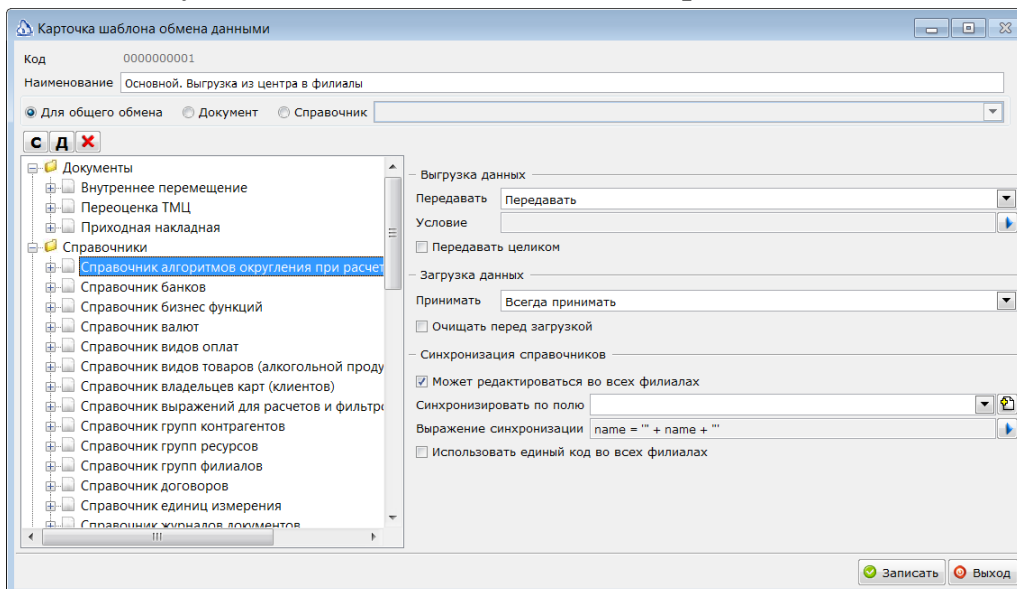 Карточка шаблона обмена данными
Код 0000000001
Наименование Основной. Выгрузка из центра в филиалы
Для общего обмена Документ Справочник
С Д
Документы
Внутреннее перемещение
Переоценка ТМЦ
Приходная накладная
Справочники
Справочник алгоритмов округления при расчет
Справочник банков
Справочник бизнес функций
Справочник валют
Справочник видов оплат
Справочник видов товаров (алкогольной проду
Справочник владельцев карт (клиентов)
Справочник выражений для расчетов и фильтро
Справочник групп контрагентов
Справочник групп ресурсов
Справочник групп филиалов
Справочник договоров
Справочник единиц измерения
Справочник журналов документов
Выгрузка данных
Передавать Передавать
Условие
Передавать целиком
Загрузка данных
Принимать Всегда принимать
Очищать перед загрузкой
Синхронизация справочников
Может редактироваться во всех филиалах
Синхронизировать по полю
Выражение синхронизации name = '" + name + "'
Использовать единый код во всех филиалах
Записать Выход